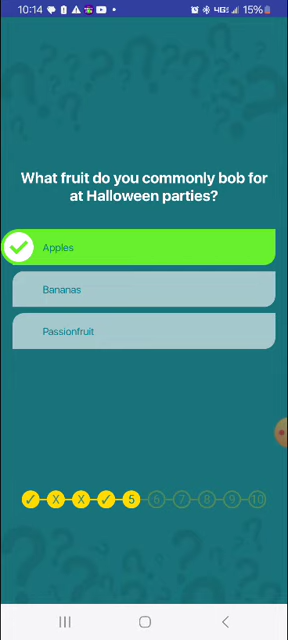 10:14 4G 15%
What fruit do you commonly bob for
at Halloween parties?
Apples
Bananas
Passionfruit
✓ X X ✓ 5 6 7 8 9 10